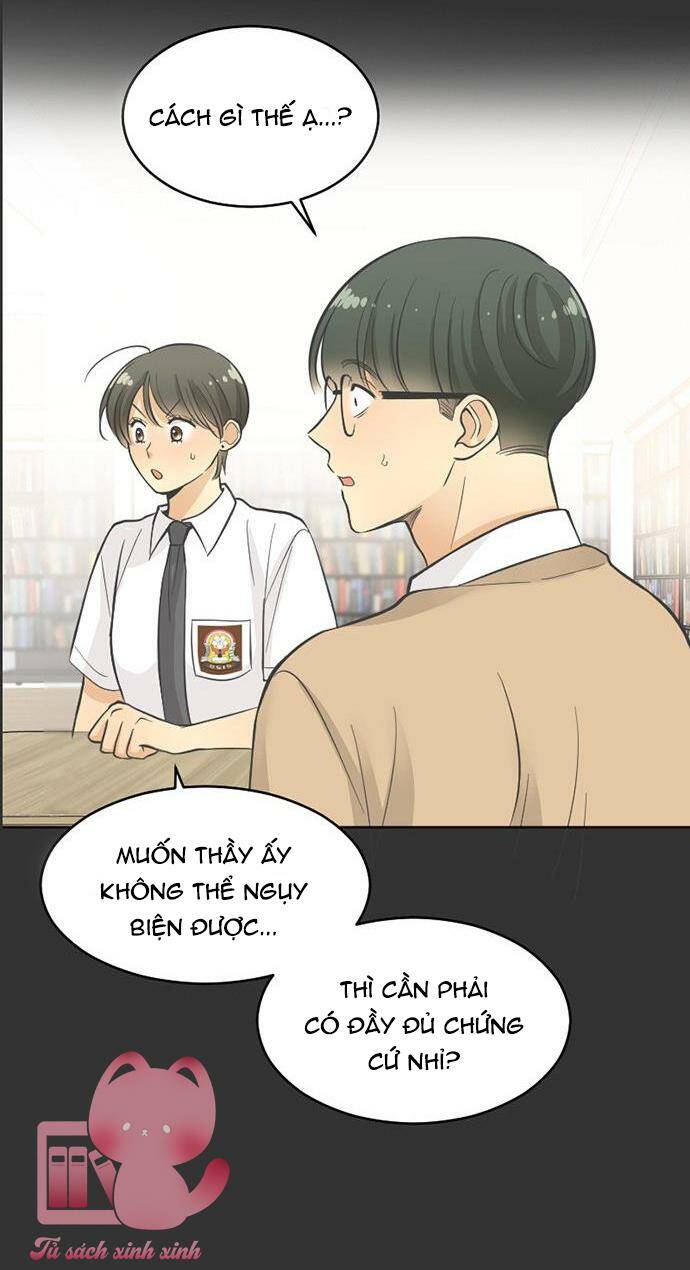 CÁCH GÌ THẾ Ạ...?
OSIS
MUỐN THẦY ẤY
KHÔNG THỂ NGỤY
BIỆN ĐƯỢC...
THÌ CẦN PHẢI
CÓ ĐẦY ĐỦ CHỨNG
CỨ NHỈ?
Tủ sách xinh xinh